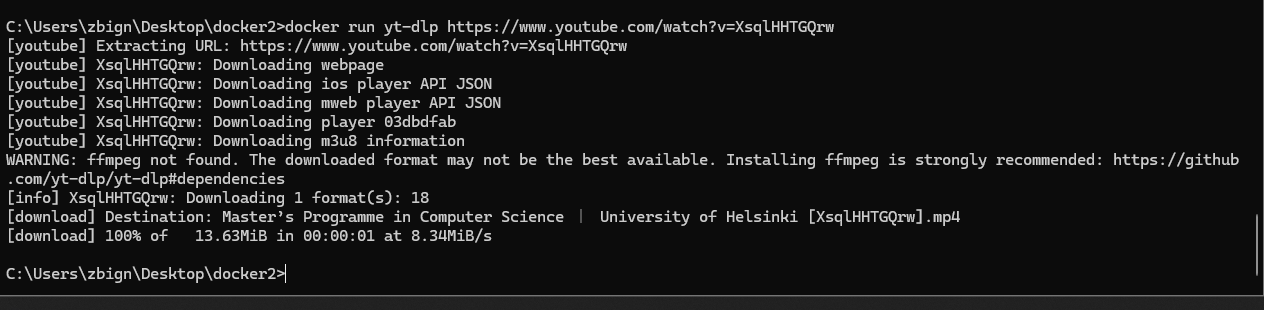 C:\Users\zbign\Desktop\docker2>docker run yt-dlp https://www.youtube.com/watch?v=XsqlHHTGQrw
[youtube] Extracting URL: https://www.youtube.com/watch?v=XsqlHHTGQrw
[youtube] XsqlHHTGQrw: Downloading webpage
[youtube] XsqlHHTGQrw: Downloading ios player API JSON
[youtube] XsqlHHTGQrw: Downloading mweb player API JSON
[youtube] XsqlHHTGQrw: Downloading player 03dbdfab
[youtube] XsqlHHTGQrw: Downloading m3u8 information
WARNING: ffmpeg not found. The downloaded format may not be the best available. Installing ffmpeg is strongly recommended: https://github
.com/yt-dlp/yt-dlp#dependencies
[info] XsqlHHTGQrw: Downloading 1 format(s): 18
[download] Destination: Master’s Programme in Computer Science ｜ University of Helsinki [XsqlHHTGQrw].mp4
[download] 100% of   13.63MiB in 00:00:01 at 8.34MiB/s
C:\Users\zbign\Desktop\docker2>